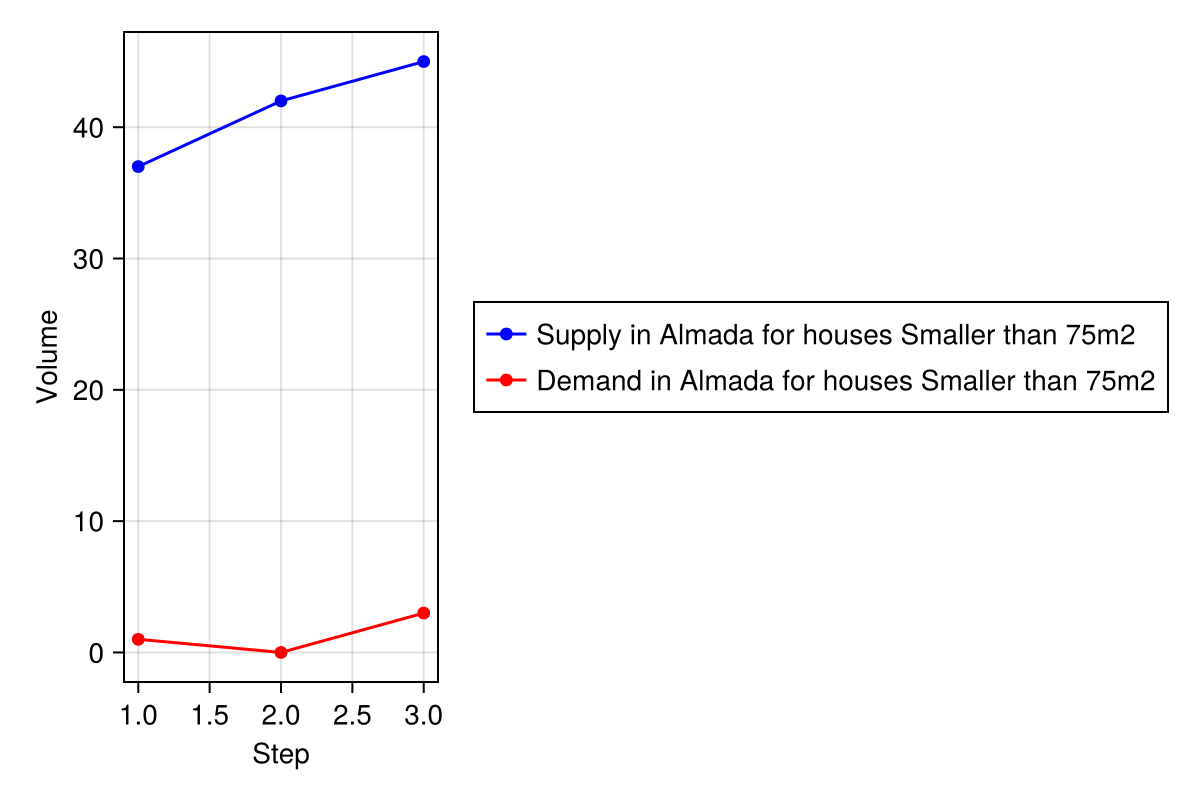 Volume
40
30
20
10
0
1.0 1.5 2.0 2.5 3.0
Step
Supply in Almada for houses Smaller than 75m2
Demand in Almada for houses Smaller than 75m2